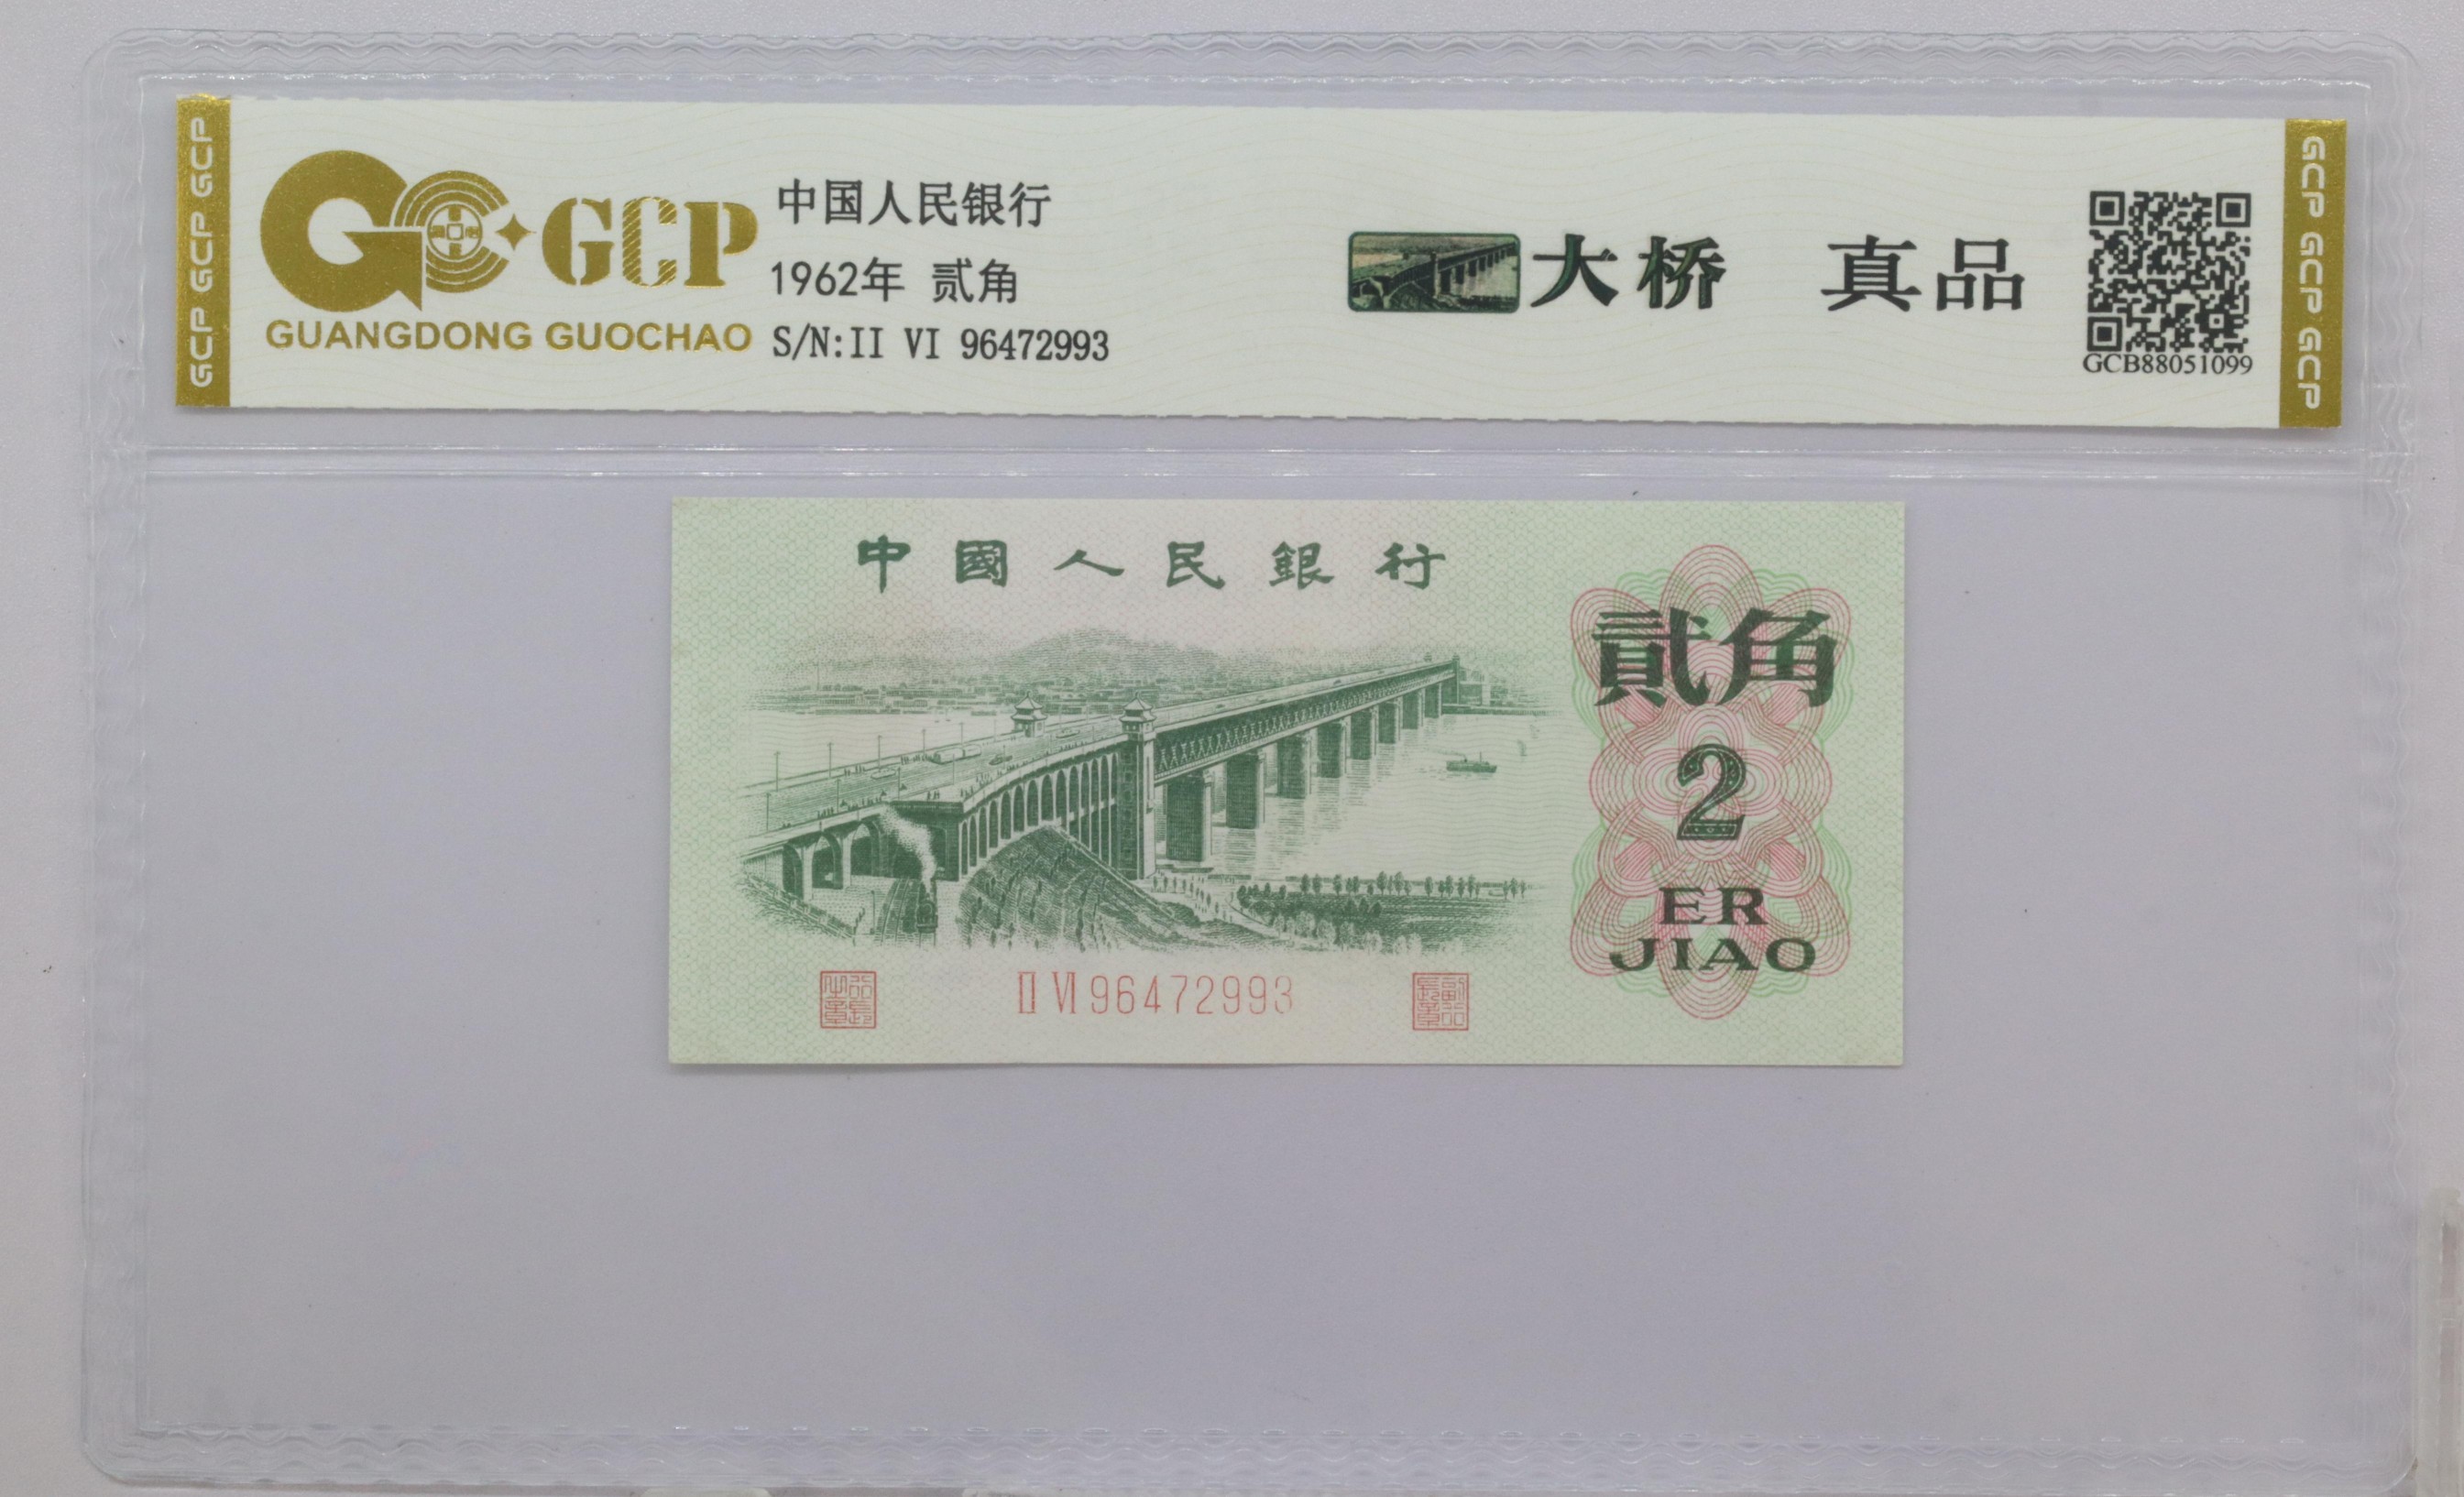 GCP GCP GCP
GCP
GUANGDONG GUOCHAO
中国人民银行
1962年 贰角
S/N:II VI 96472993
大桥 真品
GCB88051099
GCP GCP GCP
中國人民銀行
貳角
2
ER
JIAO
II VI 96472993